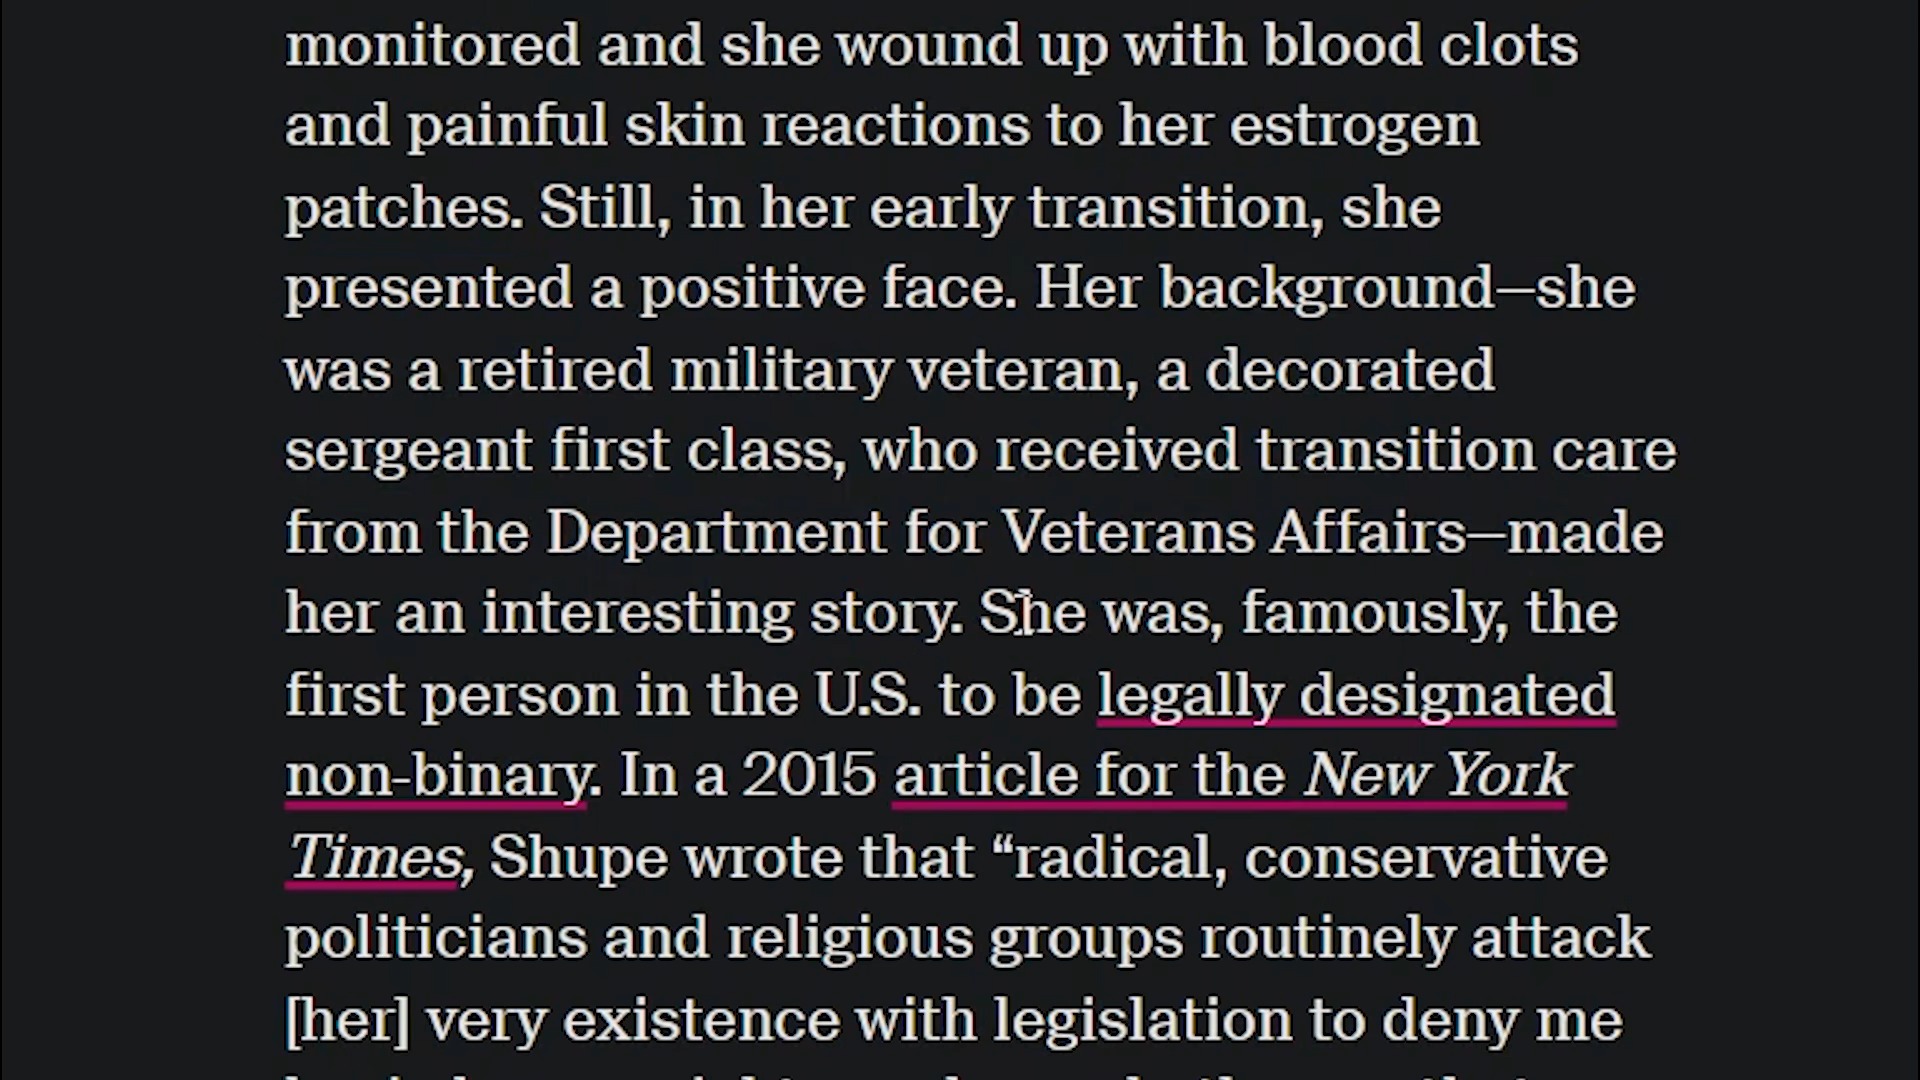 monitored and she wound up with blood clots
and painful skin reactions to her estrogen
patches. Still, in her early transition, she
presented a positive face. Her background—she
was a retired military veteran, a decorated
sergeant first class, who received transition care
from the Department for Veterans Affairs—made
her an interesting story. She was, famously, the
first person in the U.S. to be legally designated
non-binary. In a 2015 article for the New York
Times, Shupe wrote that “radical, conservative
politicians and religious groups routinely attack
[her] very existence with legislation to deny me